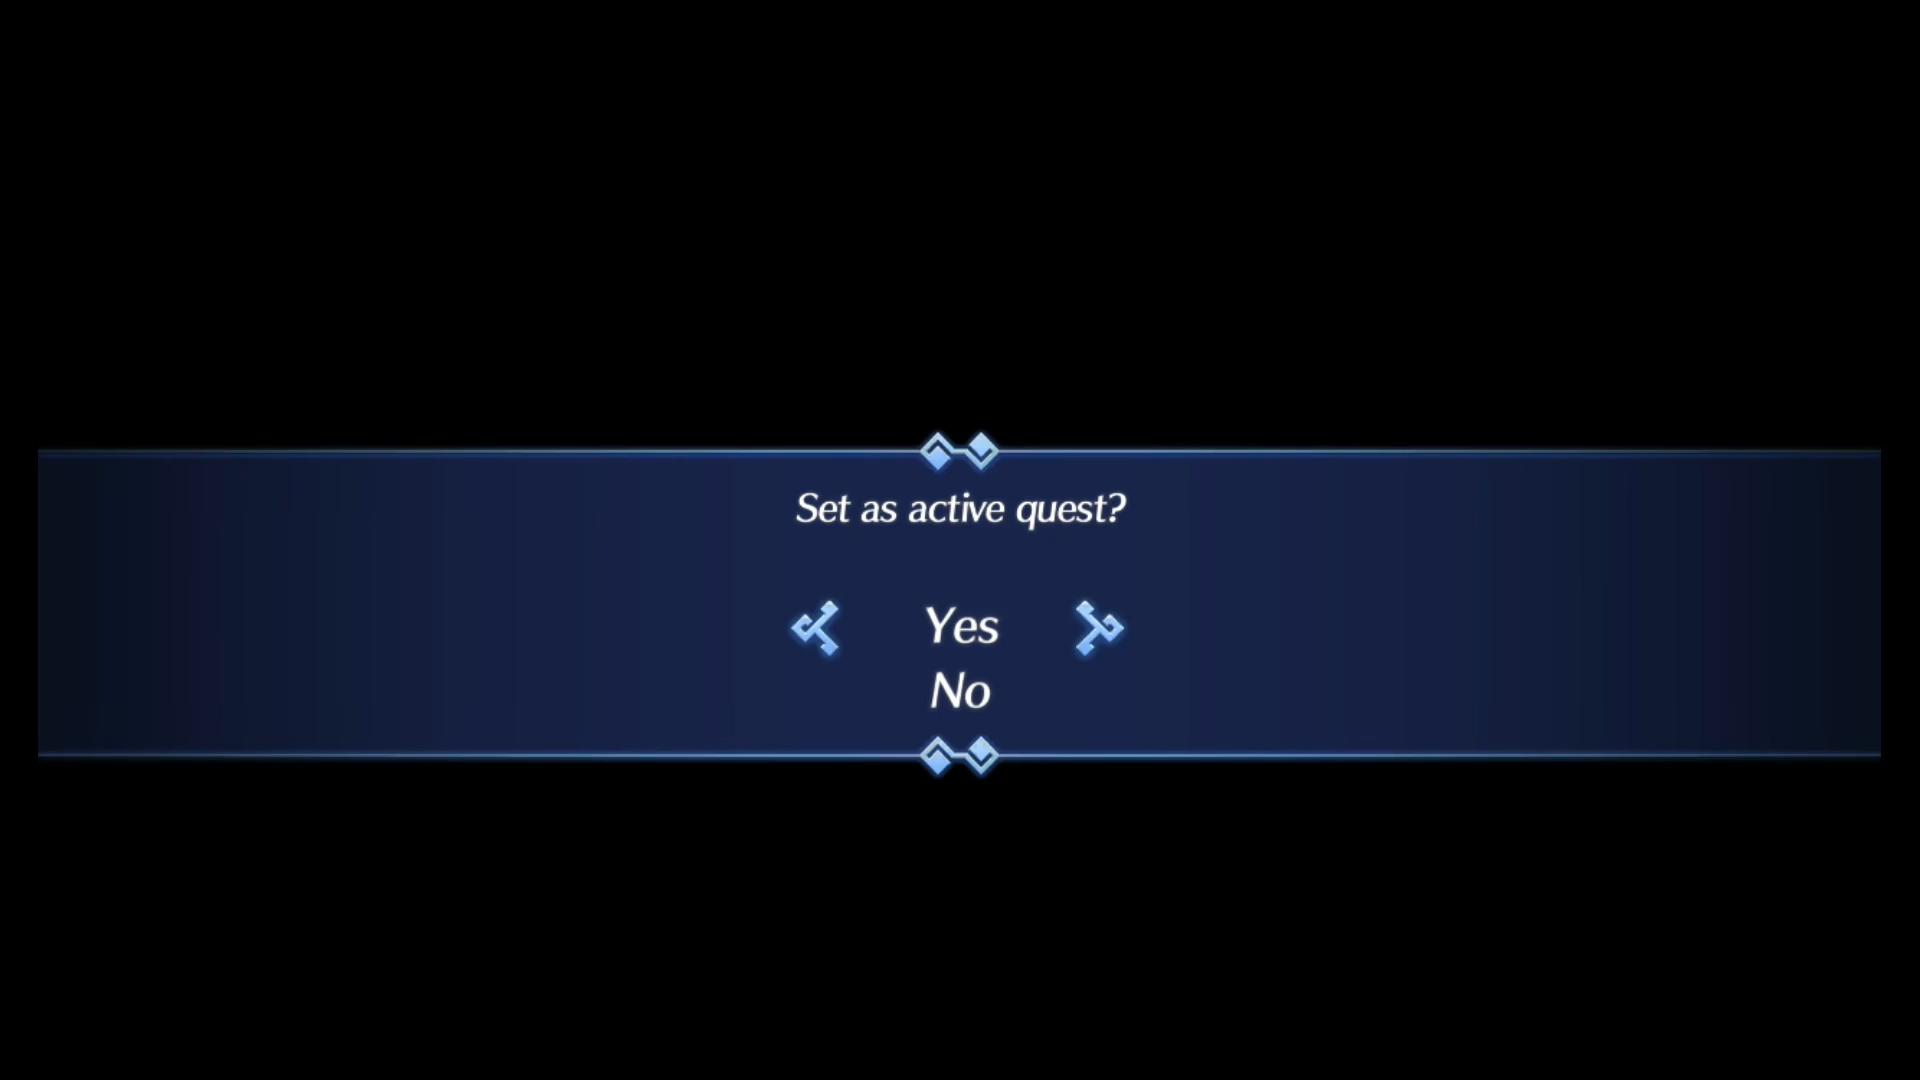 Set as active quest?
Yes
No